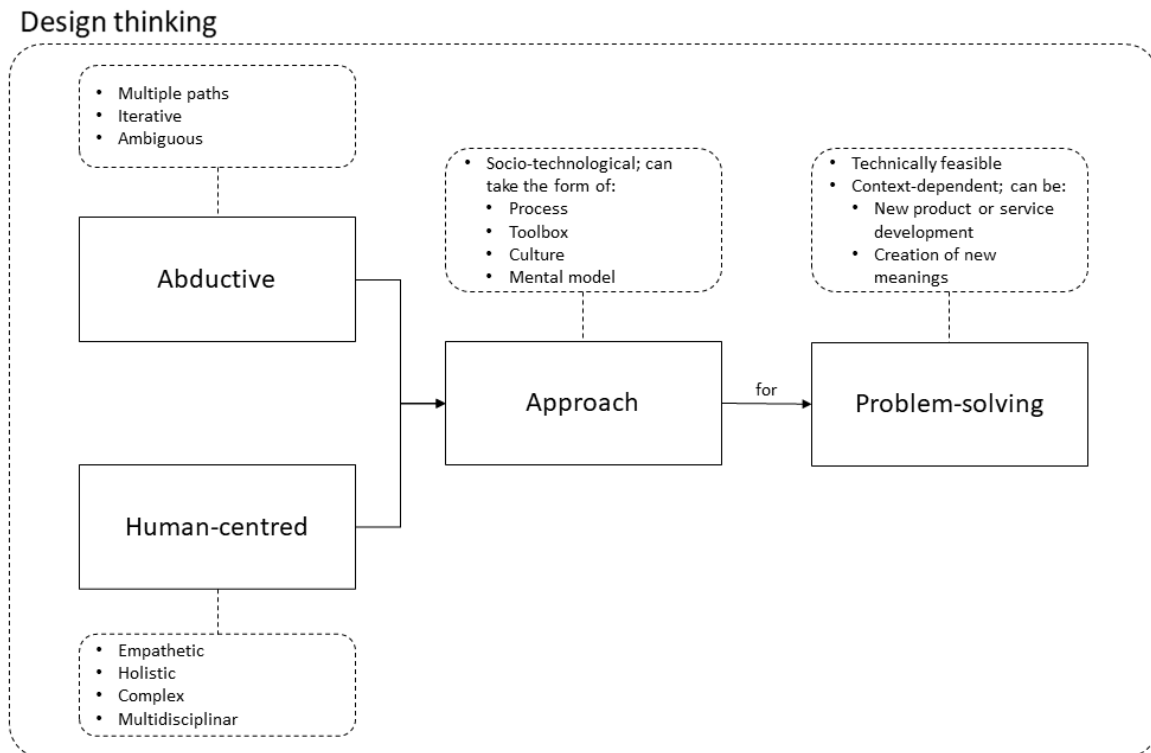 Design thinking
• Multiple paths
• Iterative
• Ambiguous
Abductive
Human-centred
• Empathetic
• Holistic
• Complex
• Multidisciplinar
• Socio-technological; can
take the form of:
• Process
• Toolbox
• Culture
• Mental model
Approach
for
• Technically feasible
• Context-dependent; can be:
• New product or service
development
• Creation of new
meanings
Problem-solving